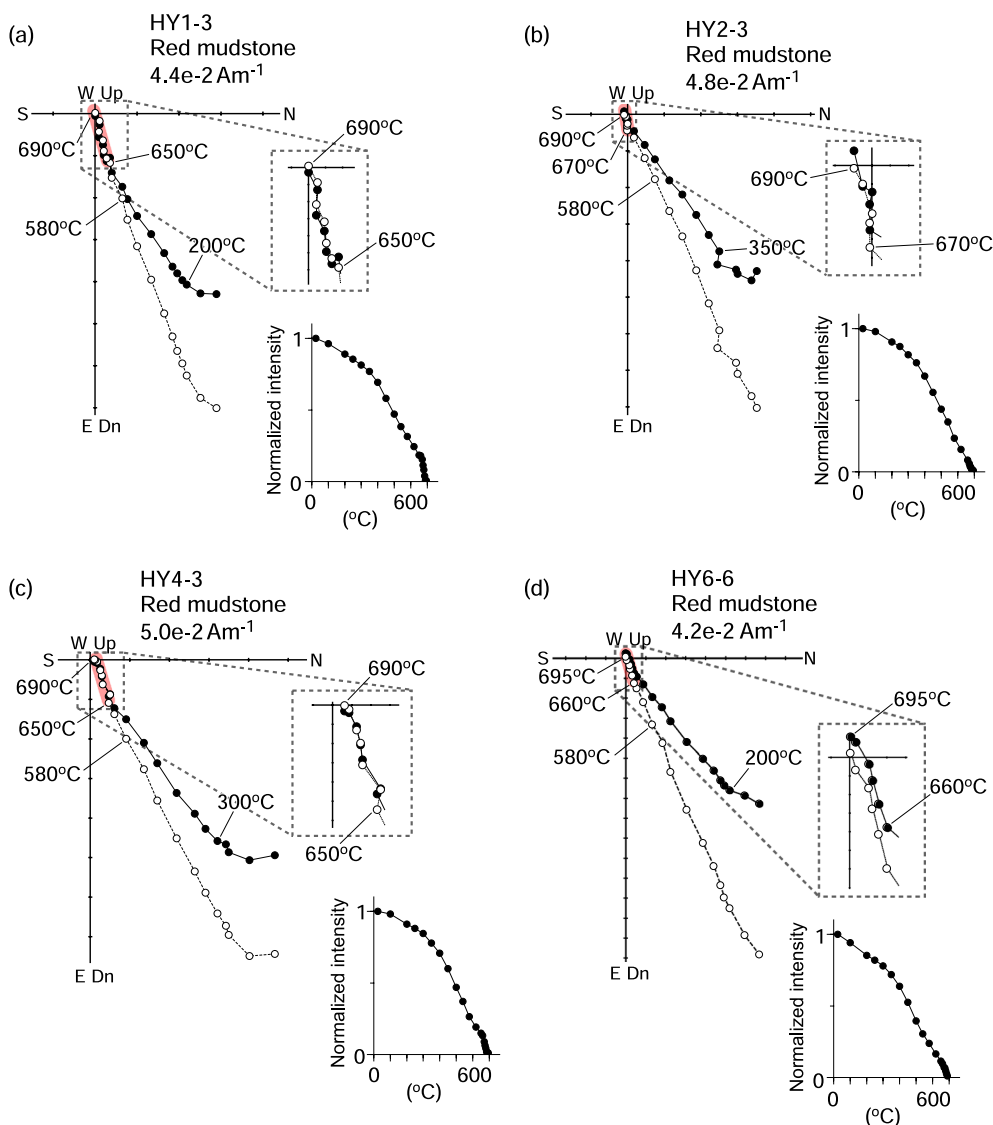 (a)
HY1-3
Red mudstone
4.4e-2 Am⁻¹
W Up
S
N
690ºC
650ºC
580ºC
200ºC
E Dn
690ºC
650ºC
Normalized intensity
1
0
0
600
(ºC)
(b)
HY2-3
Red mudstone
4.8e-2 Am⁻¹
W Up
S
N
690ºC
670ºC
580ºC
350ºC
E Dn
690ºC
670ºC
Normalized intensity
1
0
0
600
(ºC)
(c)
HY4-3
Red mudstone
5.0e-2 Am⁻¹
W Up
S
N
690ºC
650ºC
580ºC
300ºC
E Dn
690ºC
650ºC
Normalized intensity
1
0
0
600
(ºC)
(d)
HY6-6
Red mudstone
4.2e-2 Am⁻¹
W Up
S
N
695ºC
660ºC
580ºC
200ºC
E Dn
695ºC
660ºC
Normalized intensity
1
0
0
600
(ºC)